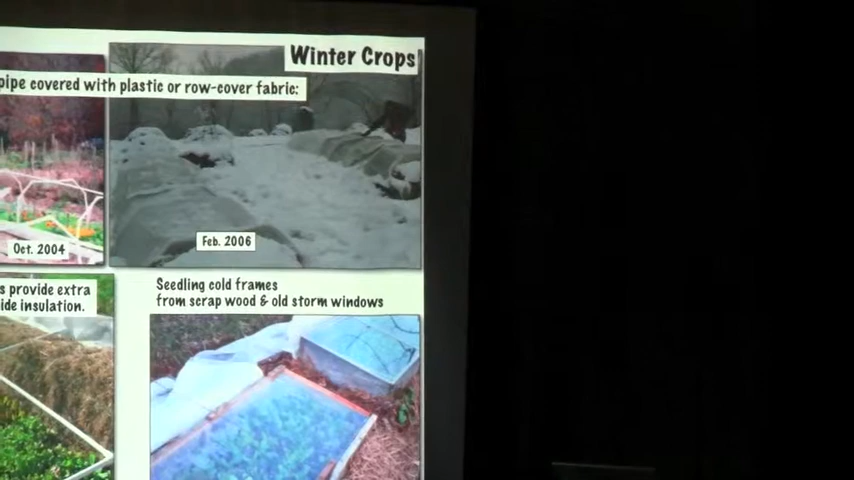 Winter Crops
pipe covered with plastic or row-cover fabric:
Oct. 2004
Feb. 2006
s provide extra
ide insulation.
Seedling cold frames
from scrap wood & old storm windows